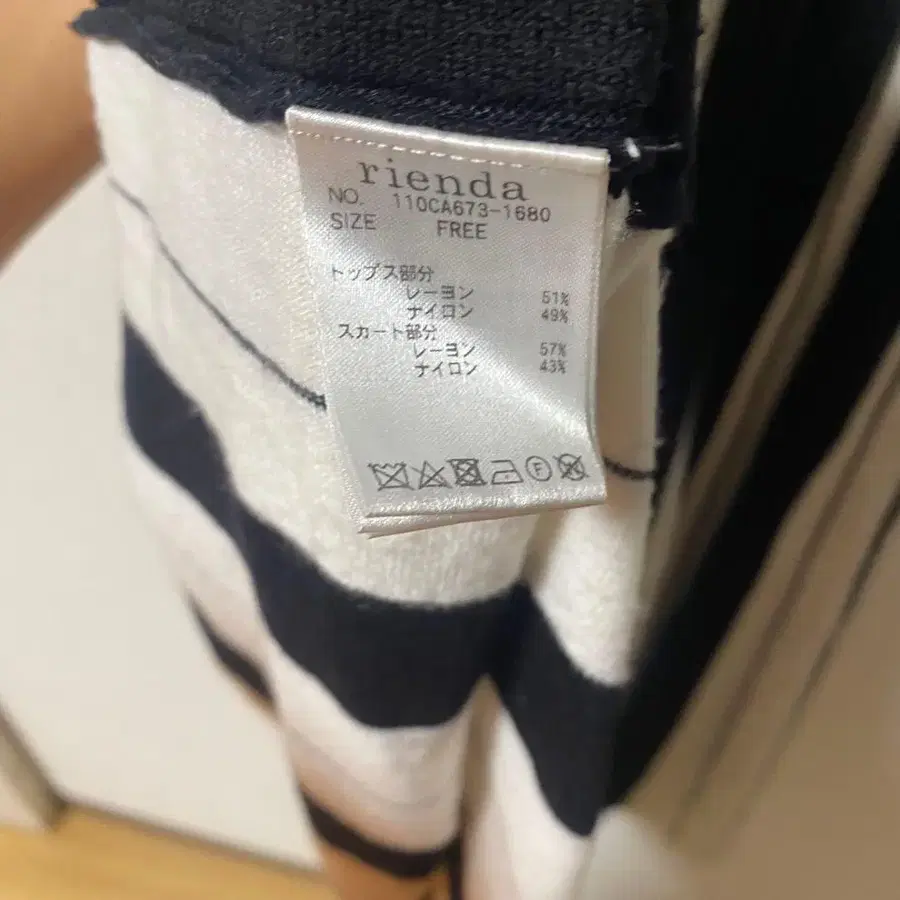 rienda
NO. 110CA673-1680
SIZE FREE
トップス部分
レーヨン 51%
ナイロン 49%
スカート部分
レーヨン 57%
ナイロン 43%
F